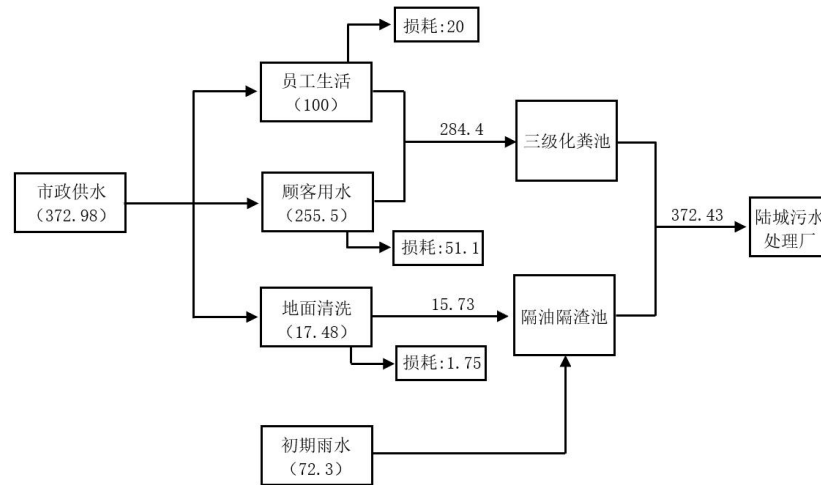 损耗:20
员工生活
（100）
284.4
三级化粪池
市政供水
（372.98）
顾客用水
（255.5）
372.43
陆城污水
处理厂
损耗:51.1
地面清洗
（17.48）
15.73
隔油隔渣池
损耗:1.75
初期雨水
（72.3）